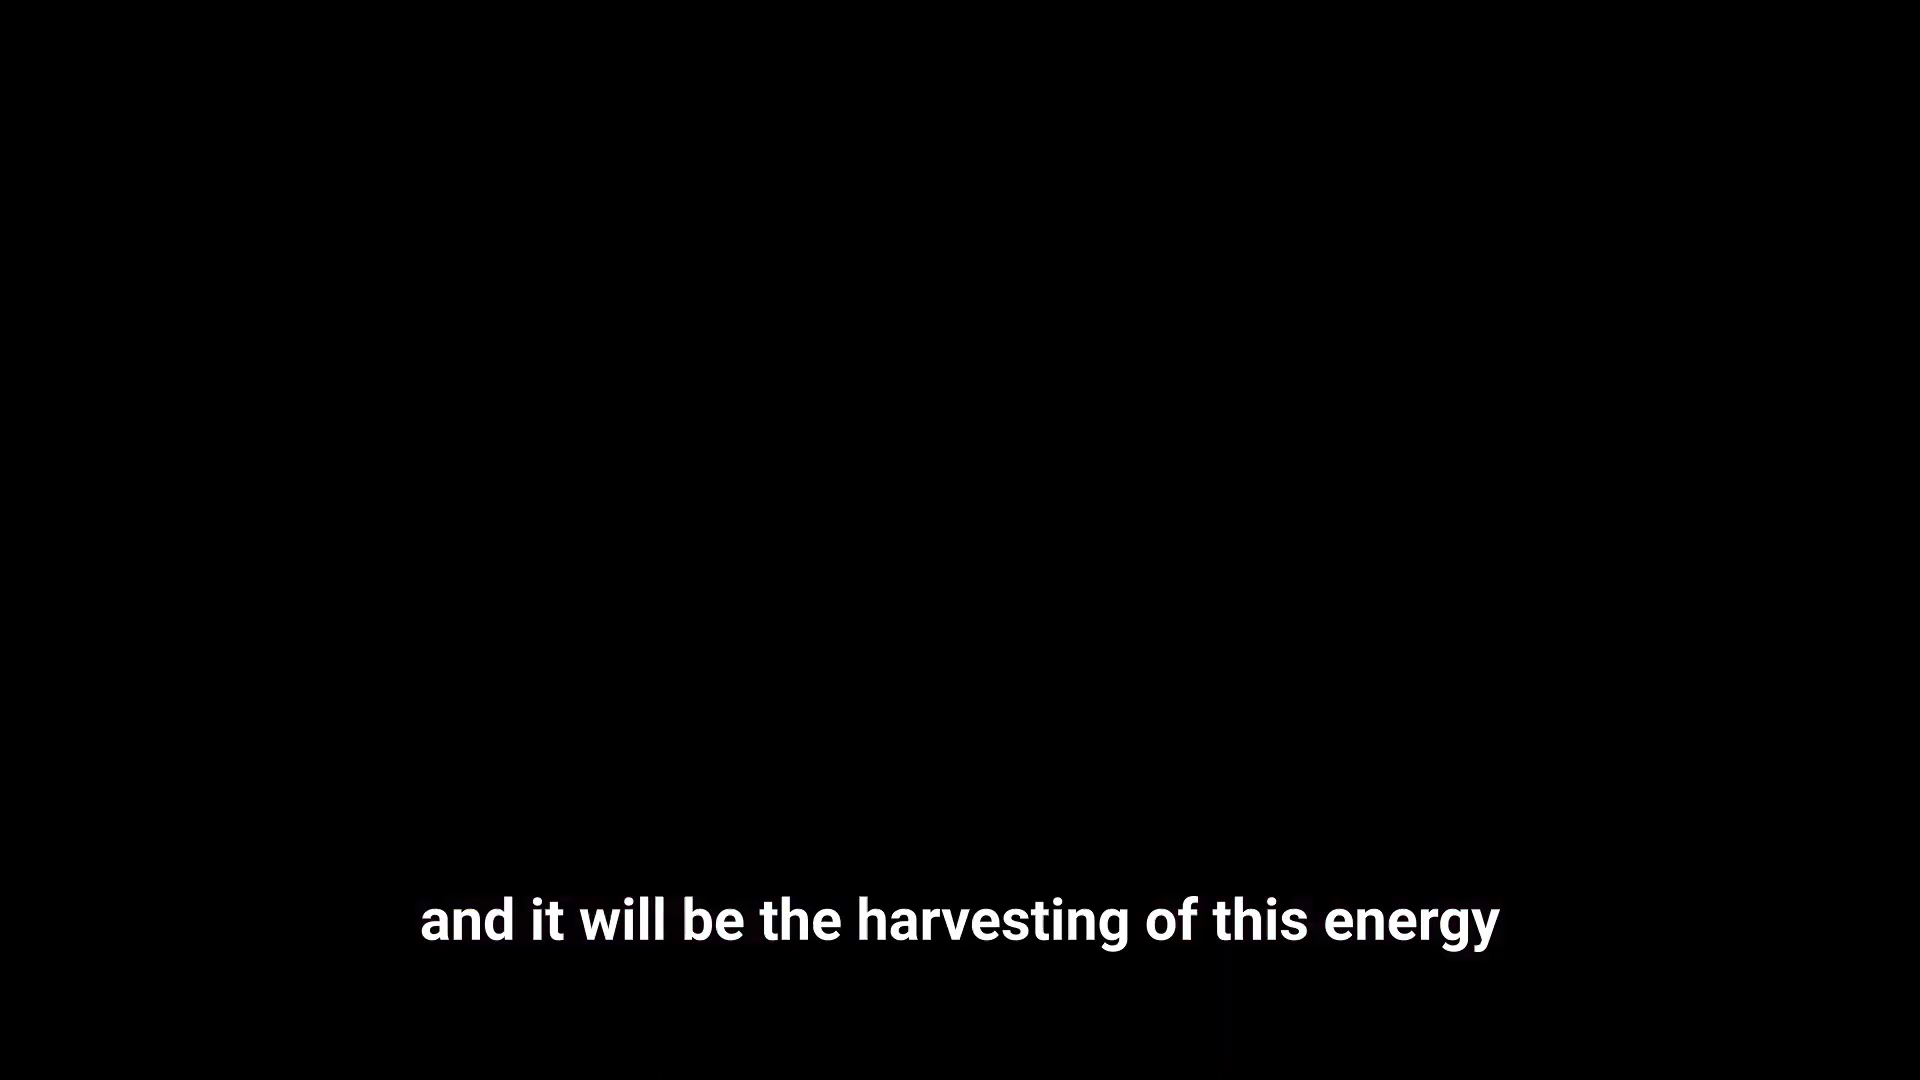 and it will be the harvesting of this energy